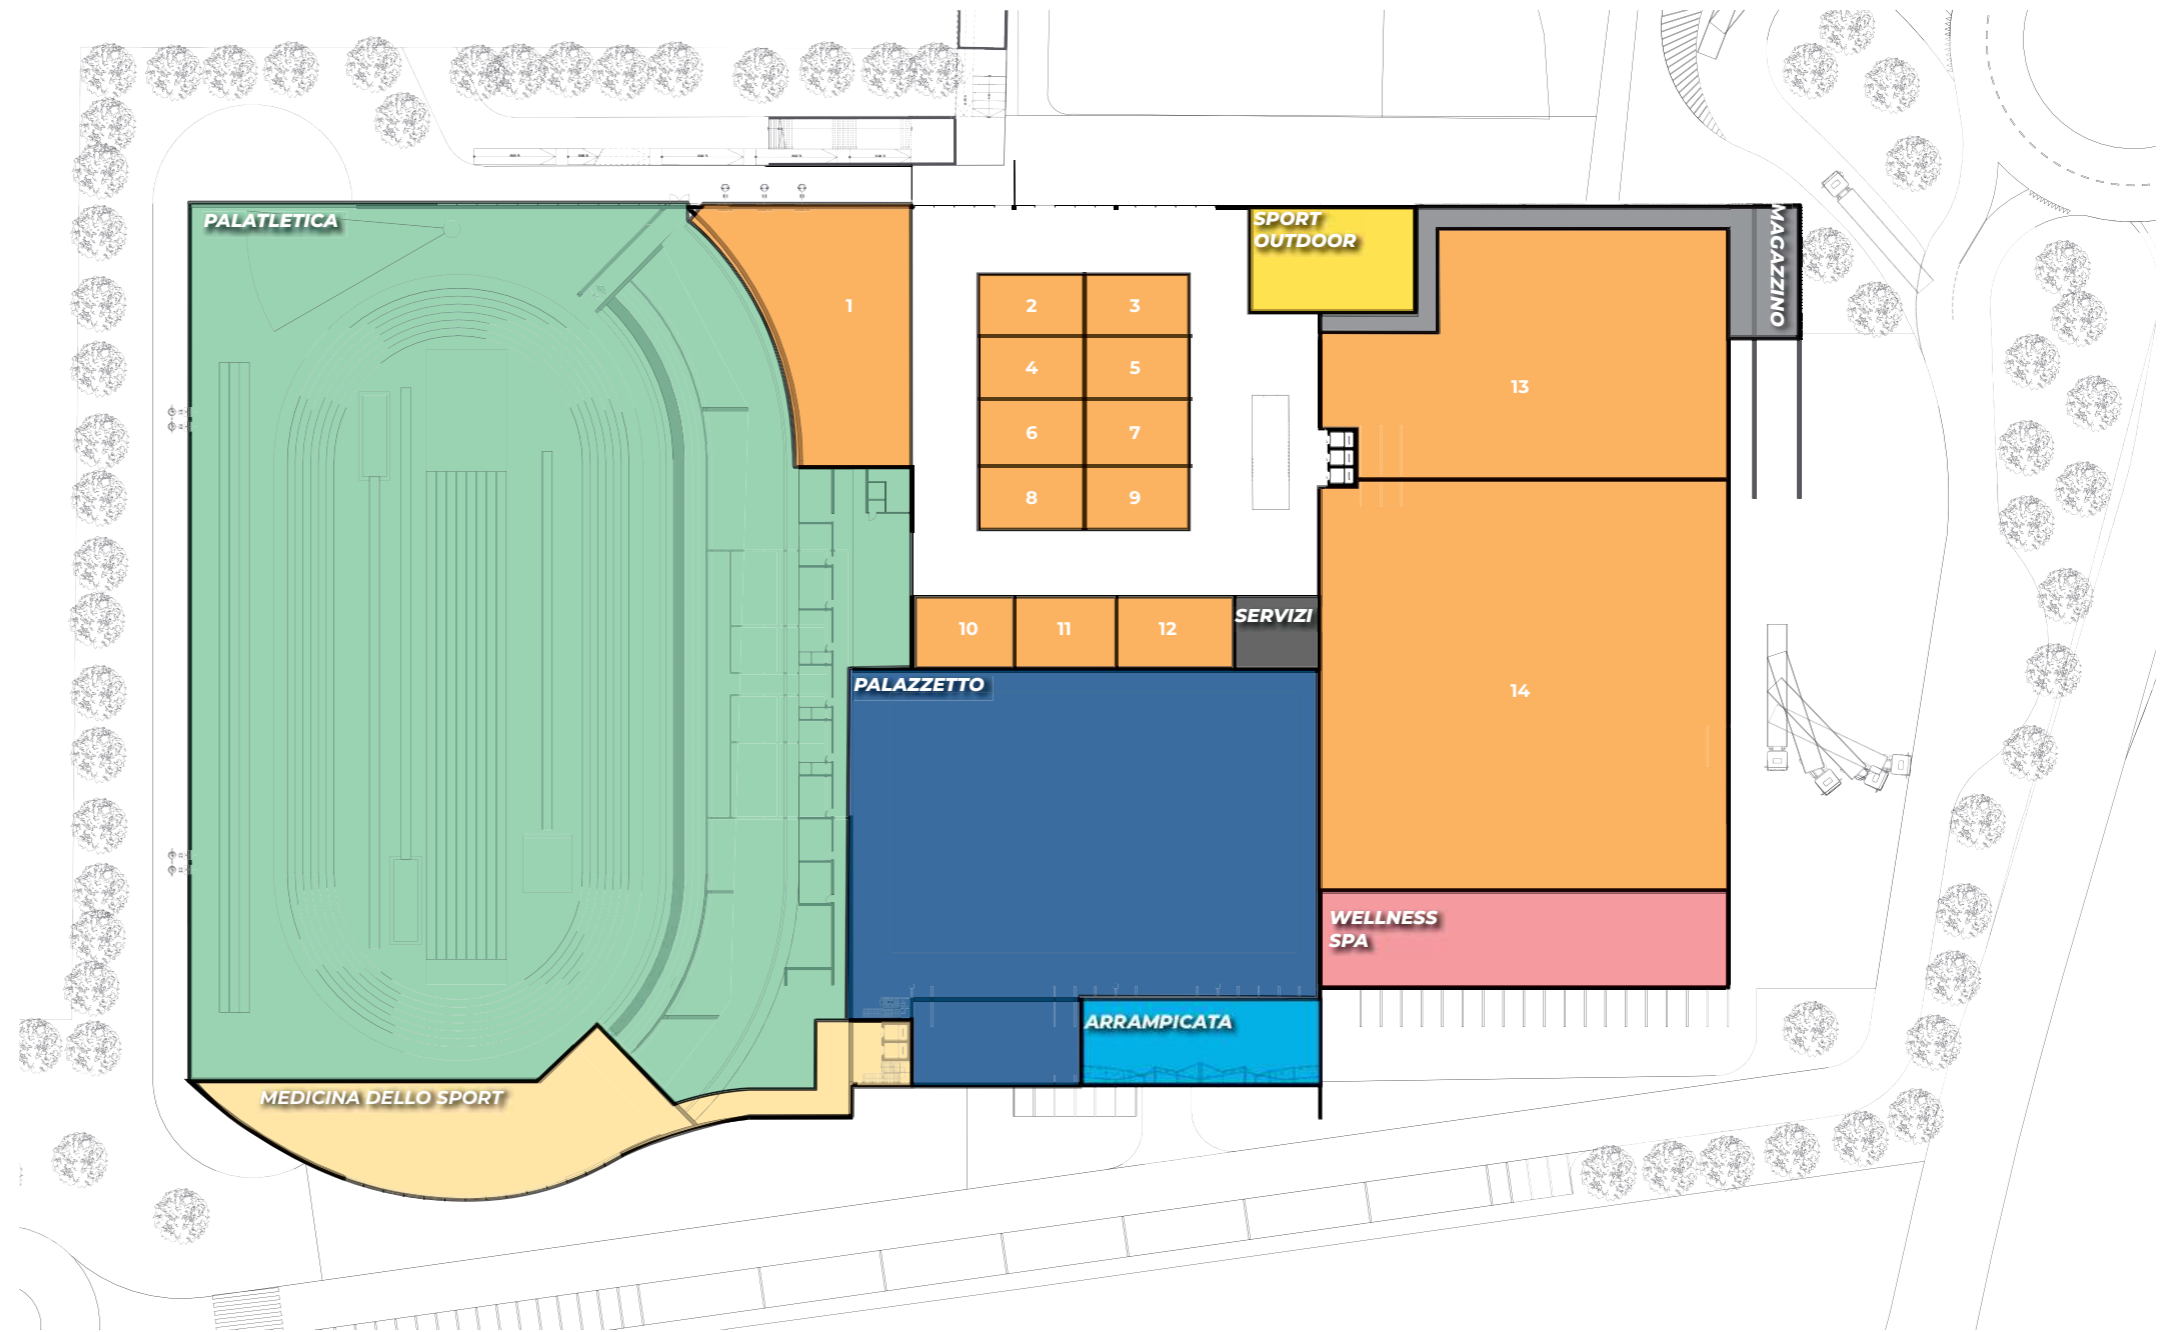 PALATLETICA
SPORT
OUTDOOR
MAGAZZINO
1
2
3
4
5
6
7
8
9
13
10
11
12
SERVIZI
PALAZZETTO
14
WELLNESS
SPA
ARRAMPICATA
MEDICINA DELLO SPORT